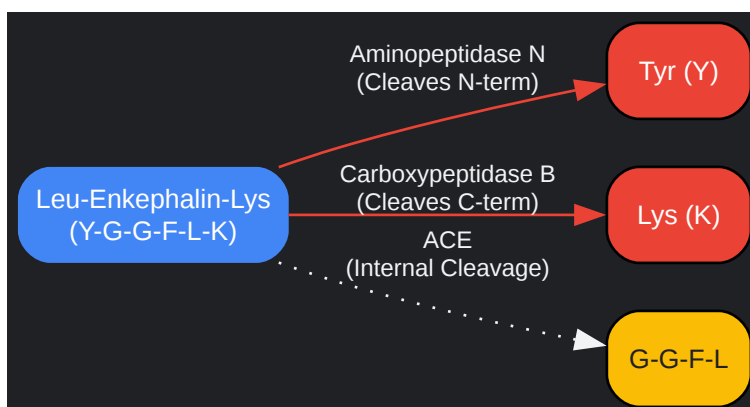 Aminopeptidase N
(Cleaves N-term)
Tyr (Y)
Leu-Enkephalin-Lys
(Y-G-G-F-L-K)
Carboxypeptidase B
(Cleaves C-term)
Lys (K)
ACE
(Internal Cleavage)
G-G-F-L